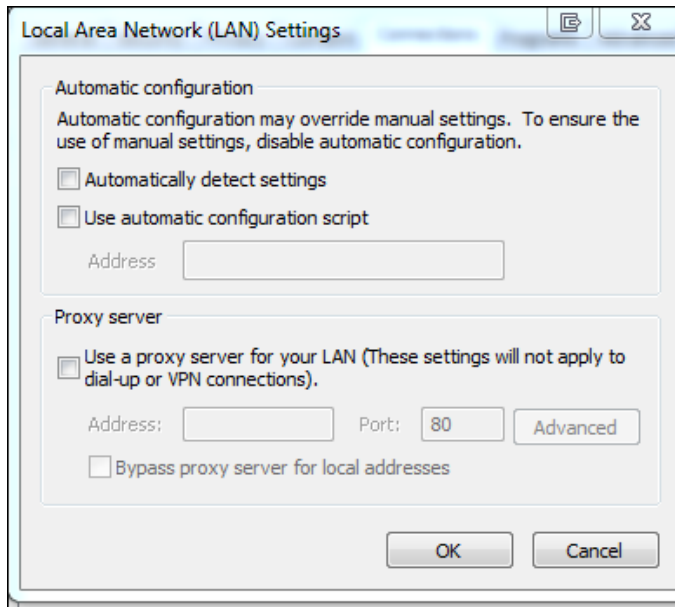 Local Area Network (LAN) Settings
Automatic configuration
Automatic configuration may override manual settings. To ensure the
use of manual settings, disable automatic configuration.
Automatically detect settings
Use automatic configuration script
Address
Proxy server
Use a proxy server for your LAN (These settings will not apply to
dial-up or VPN connections).
Address:
Port:
80
Advanced
Bypass proxy server for local addresses
OK
Cancel